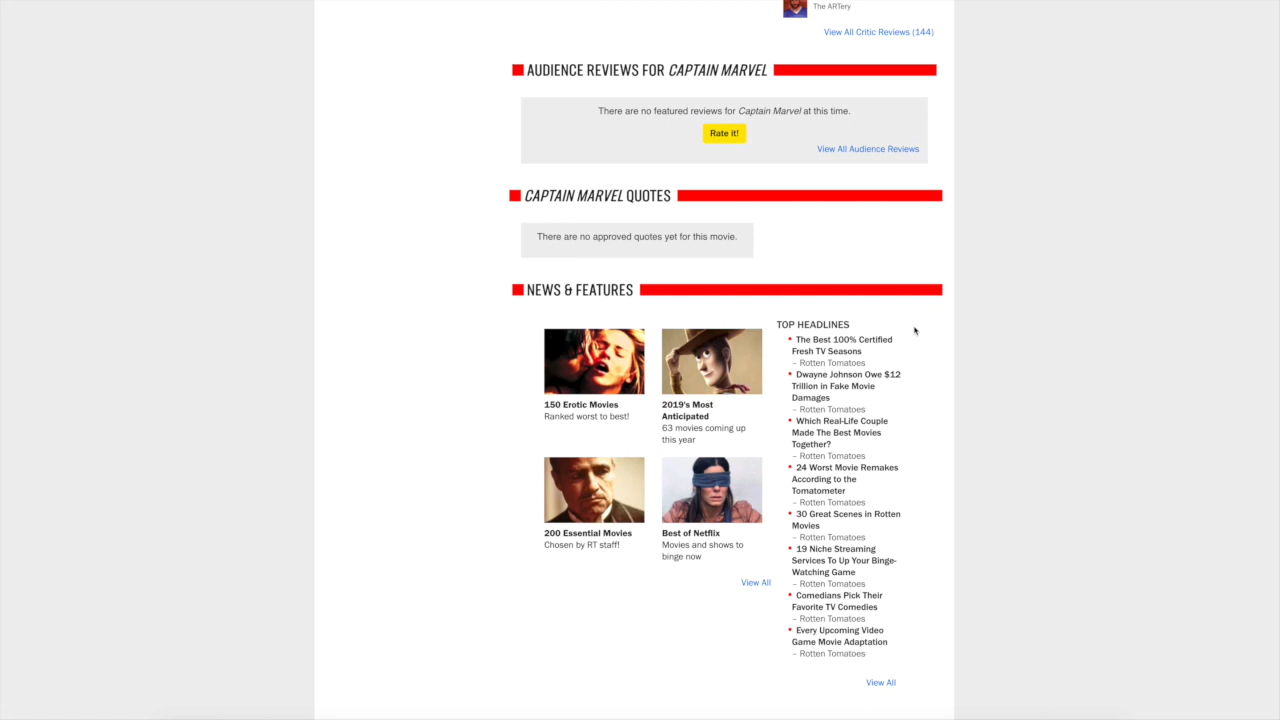 The ARTery
View All Critic Reviews (144)
AUDIENCE REVIEWS FOR CAPTAIN MARVEL
There are no featured reviews for Captain Marvel at this time.
Rate it!
View All Audience Reviews
CAPTAIN MARVEL QUOTES
There are no approved quotes yet for this movie.
NEWS & FEATURES
150 Erotic Movies
Ranked worst to best!
2019's Most
Anticipated
63 movies coming up
this year
200 Essential Movies
Chosen by RT staff!
Best of Netflix
Movies and shows to
binge now
View All
TOP HEADLINES
The Best 100% Certified
Fresh TV Seasons
– Rotten Tomatoes
Dwayne Johnson Owe $12
Trillion in Fake Movie
Damages
– Rotten Tomatoes
Which Real-Life Couple
Made The Best Movies
Together?
– Rotten Tomatoes
24 Worst Movie Remakes
According to the
Tomatometer
– Rotten Tomatoes
30 Great Scenes in Rotten
Movies
– Rotten Tomatoes
19 Niche Streaming
Services To Up Your Binge-
Watching Game
– Rotten Tomatoes
Comedians Pick Their
Favorite TV Comedies
– Rotten Tomatoes
Every Upcoming Video
Game Movie Adaptation
– Rotten Tomatoes
View All